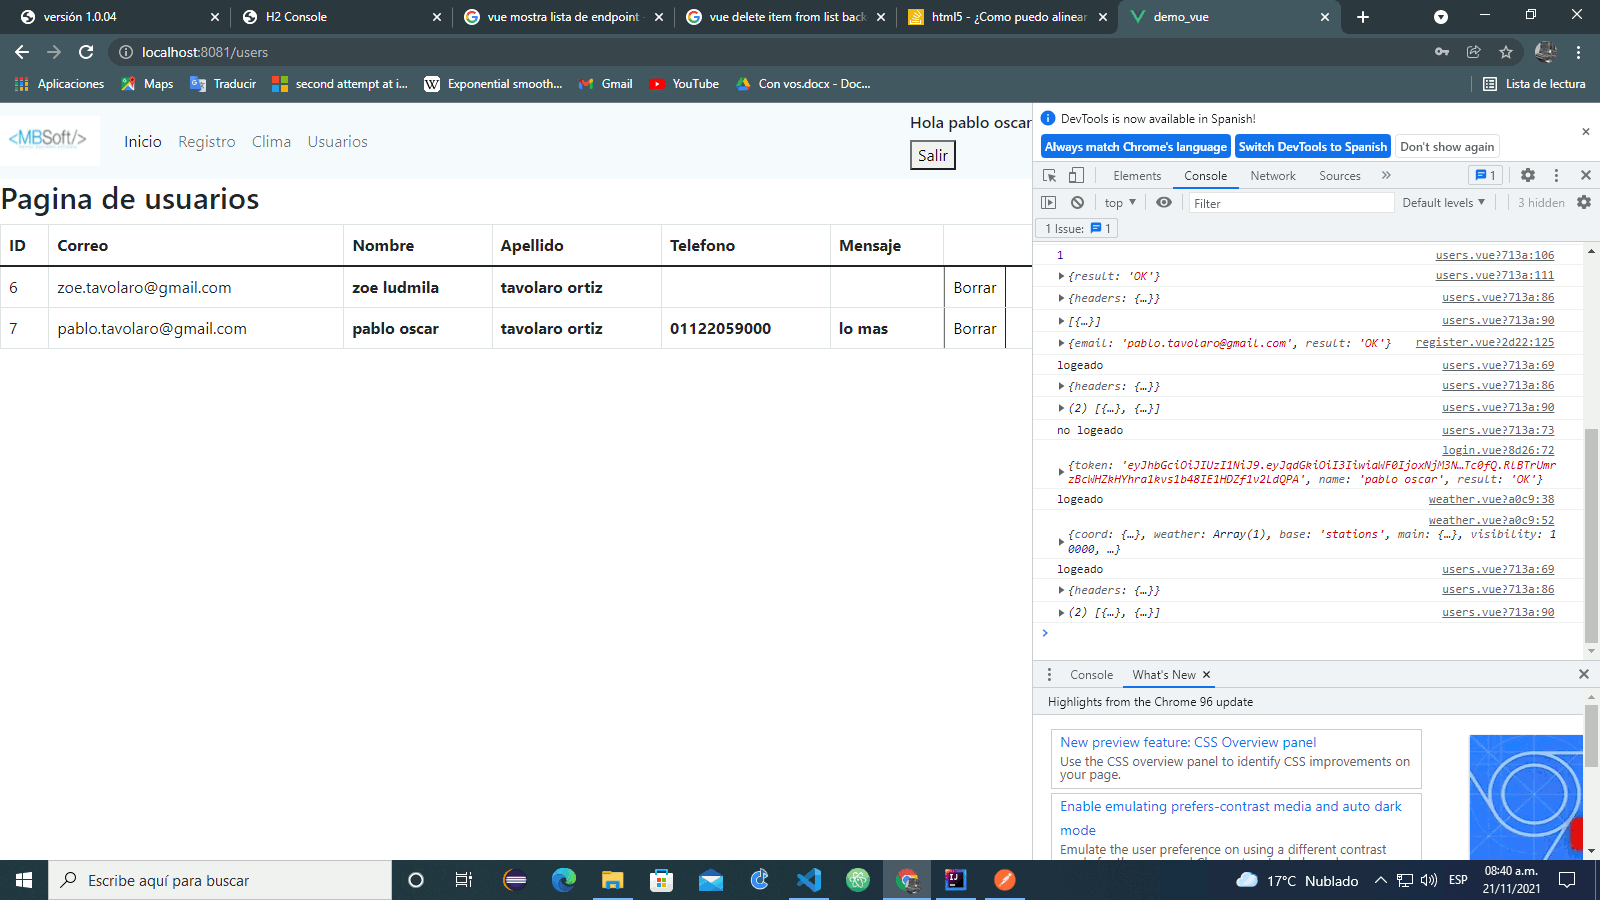 versión 1.0.04
H2 Console
vue mostra lista de endpoint
vue delete item from list back
html5 - ¿Como puedo alinear
demo_vue
localhost:8081/users
Aplicaciones
Maps
Traducir
second attempt at i...
Exponential smooth...
Gmail
YouTube
Con vos.docx - Doc...
Lista de lectura
<MBSoft/>
Inicio
Registro
Clima
Usuarios
Hola pablo oscar
Salir
Pagina de usuarios
ID Correo Nombre Apellido Telefono Mensaje
6 zoe.tavolaro@gmail.com zoe ludmila tavolaro ortiz Borrar
7 pablo.tavolaro@gmail.com pablo oscar tavolaro ortiz 01122059000 lo mas Borrar
DevTools is now available in Spanish!
Always match Chrome's language
Switch DevTools to Spanish
Don't show again
Elements Console Network Sources » 1
top Filter Default levels 3 hidden
1 Issue: 1
1 users.vue?713a:106
{result: 'OK'} users.vue?713a:111
{headers: {…}} users.vue?713a:86
[{…}] users.vue?713a:90
{email: 'pablo.tavolaro@gmail.com', result: 'OK'} register.vue?2d22:125
logeado users.vue?713a:69
{headers: {…}} users.vue?713a:86
(2) [{…}, {…}] users.vue?713a:90
no logeado users.vue?713a:73
login.vue?8d26:72
name: 'pablo oscar', result: 'OK'}
logeado weather.vue?a0c9:38
weather.vue?a0c9:52
{coord: {…}, weather: Array(1), base: 'stations', main: {…}, visibility: 1
0000, …}
logeado users.vue?713a:69
{headers: {…}} users.vue?713a:86
(2) [{…}, {…}] users.vue?713a:90
Console What's New
Highlights from the Chrome 96 update
New preview feature: CSS Overview panel
Use the CSS overview panel to identify CSS improvements on
your page.
Enable emulating prefers-contrast media and auto dark
mode
Emulate the user preference on using a different contrast
Escribe aquí para buscar
17°C Nublado
ESP
08:40 a.m.
21/11/2021